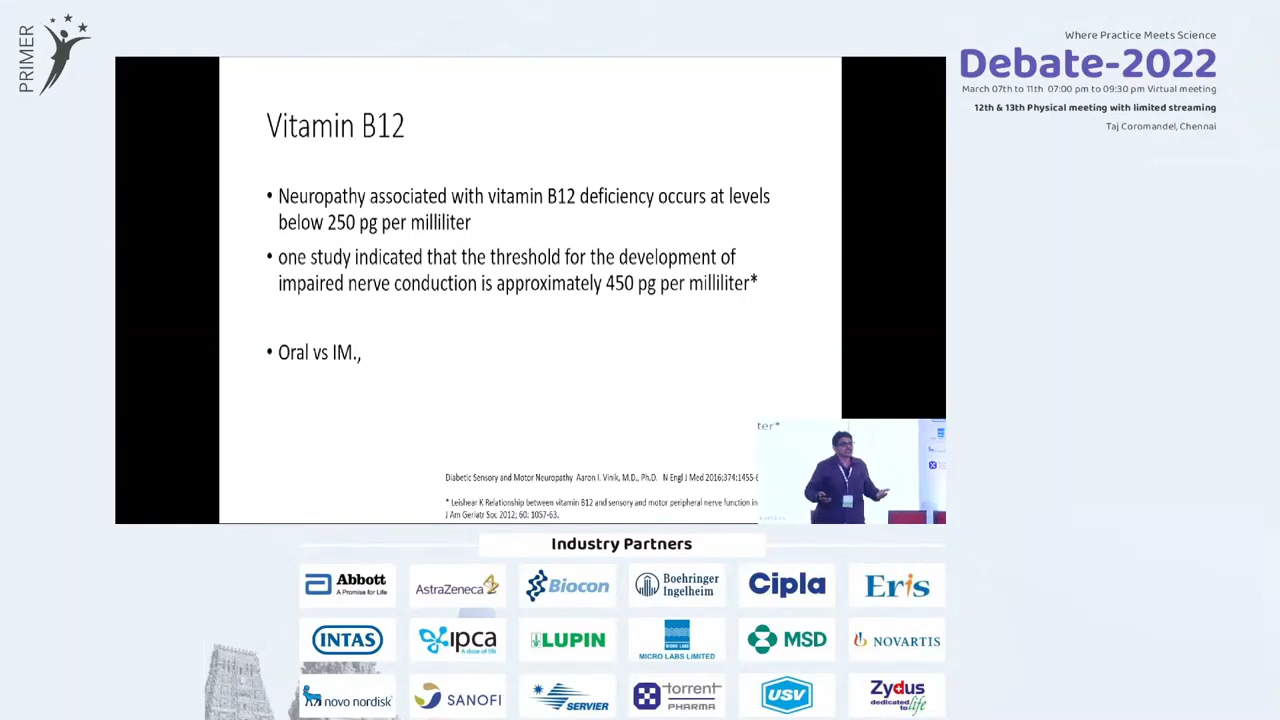 PRIMER
Where Practice Meets Science
Debate-2022
March 07th to 11th 07:00 pm to 09:30 pm Virtual meeting
12th & 13th Physical meeting with limited streaming
Taj Coromandel, Chennai
Vitamin B12
• Neuropathy associated with vitamin B12 deficiency occurs at levels
below 250 pg per milliliter
• one study indicated that the threshold for the development of
impaired nerve conduction is approximately 450 pg per milliliter*
• Oral vs IM.,
ter*
Diabetic Sensory and Motor Neuropathy Aaron I. Vinik, M.D., Ph.D. N Engl J Med 2016;374:1455-6
* Leishear K Relationship between vitamin B12 and sensory and motor peripheral nerve function in
J Am Geriatr Soc 2012; 60: 1057-63.
Industry Partners
Abbott
A Promise for Life
AstraZeneca
Biocon
Boehringer
Ingelheim
Cipla
Eris
INTAS
ipca
A dose of life
LUPIN
MICRO LABS LIMITED
MSD
NOVARTIS
novo nordisk
SANOFI
SERVIER
torrent
PHARMA
USV
Zydus
dedicated to life